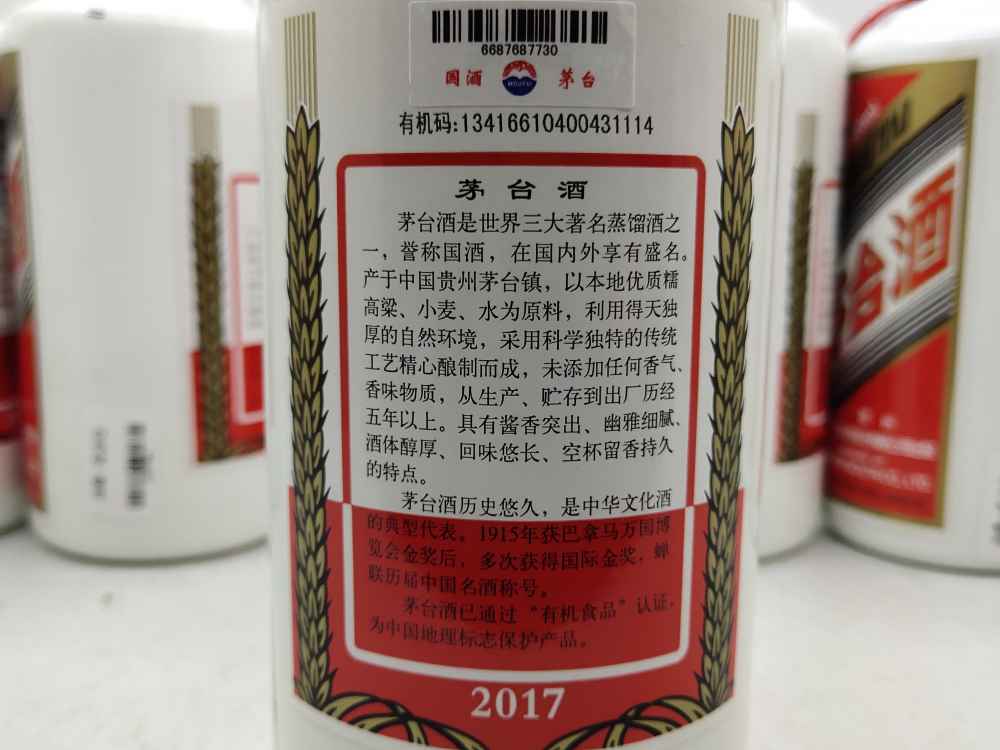 6687687730
国酒 茅台
有机码:13416610400431114
茅台酒
茅台酒是世界三大著名蒸馏酒之
一，誉称国酒，在国内外享有盛名。
产于中国贵州茅台镇，以本地优质糯
高粱、小麦、水为原料，利用得天独
厚的自然环境，采用科学独特的传统
工艺精心酿制而成，未添加任何香气、
香味物质，从生产、贮存到出厂历经
五年以上。具有酱香突出、幽雅细腻、
酒体醇厚、回味悠长、空杯留香持久
的特点。
茅台酒历史悠久，是中华文化酒
的典型代表。1915年获巴拿马万国博
览会金奖后，多次获得国际金奖，蝉
联历届中国名酒称号。
茅台酒已通过“有机食品”认证，
为中国地理标志保护产品。
2017
台酒